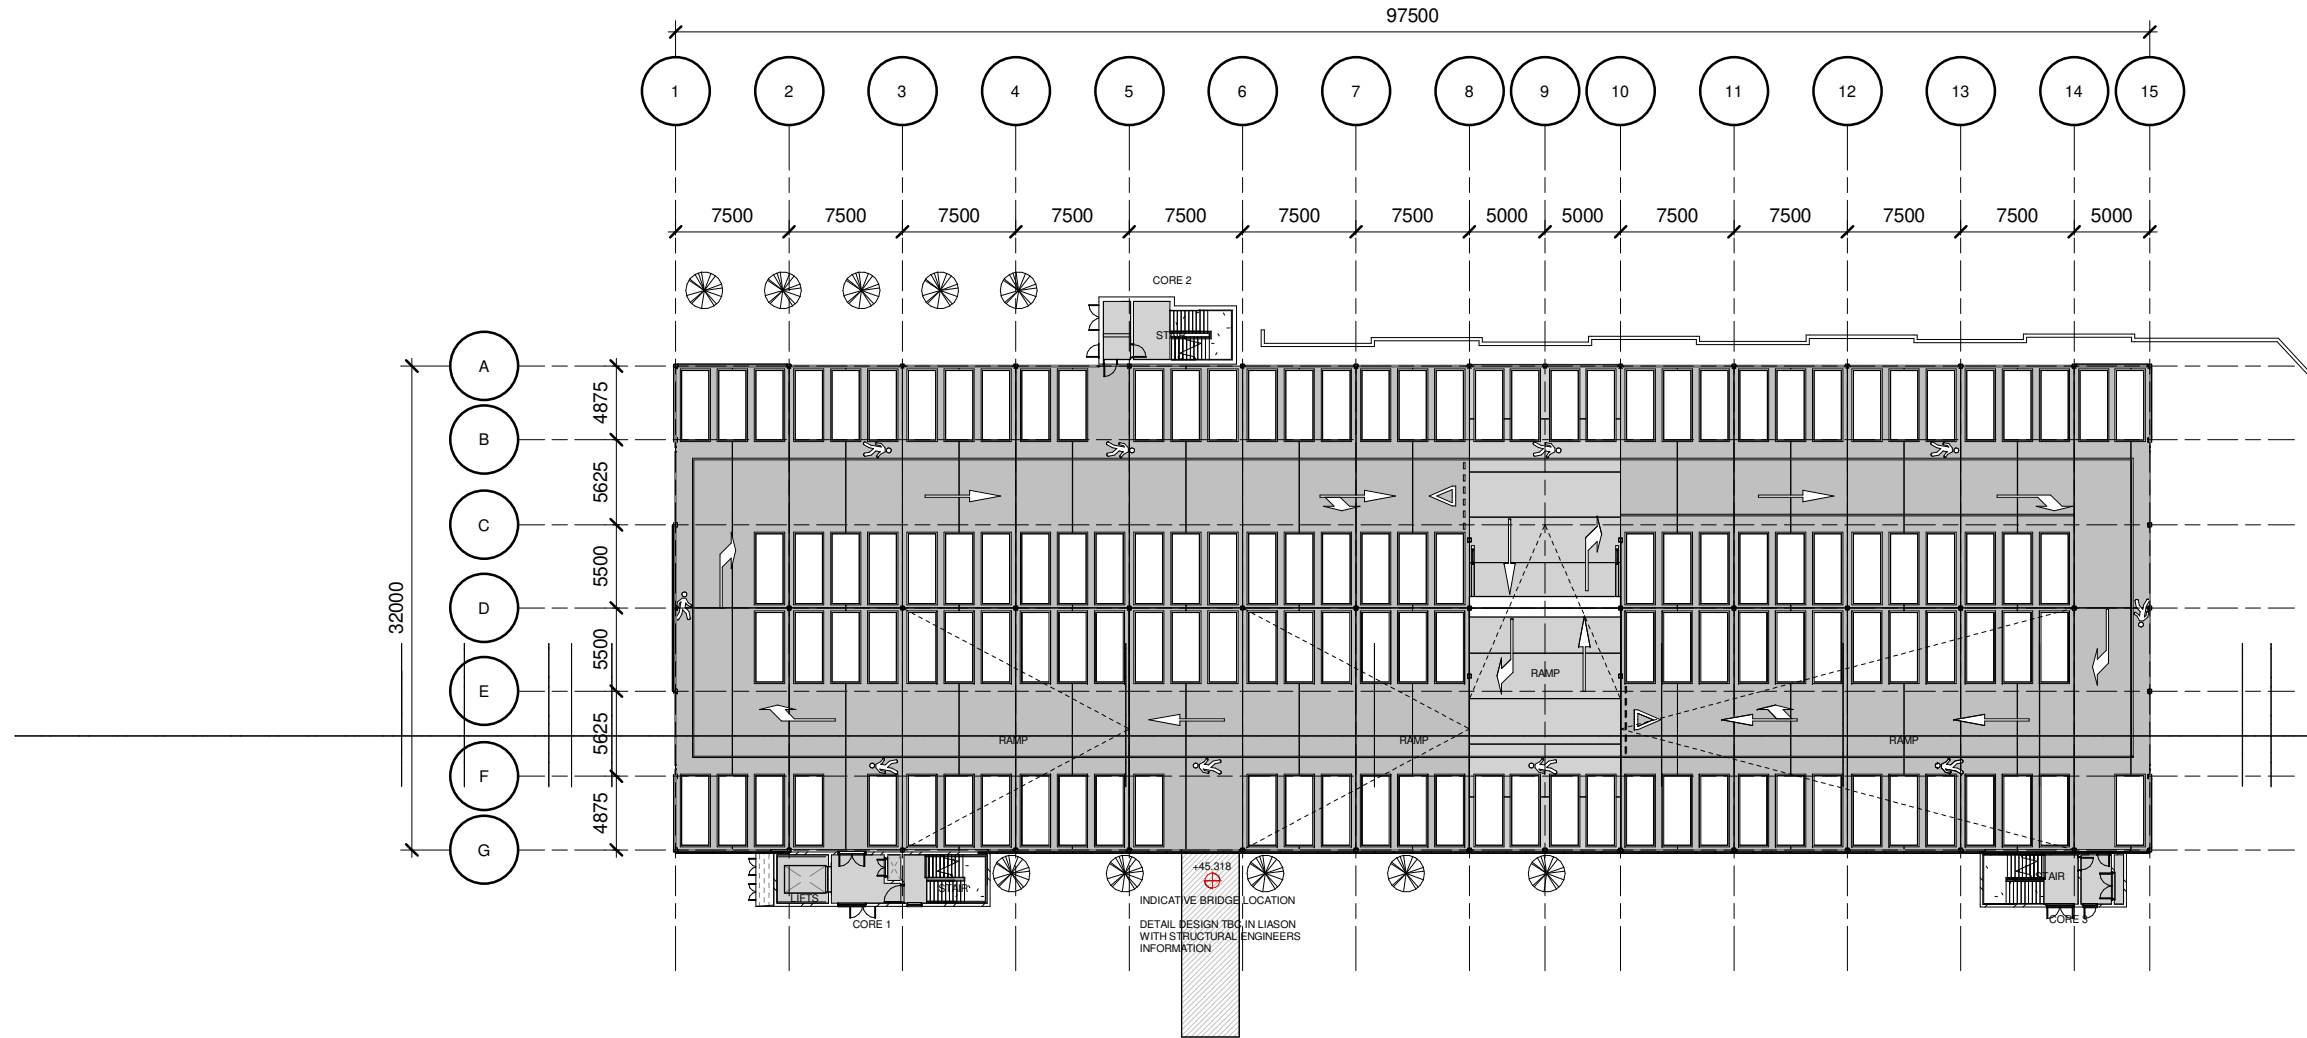 97500
1
2
3
4
5
6
7
8
9
10
11
12
13
14
15
7500
7500
7500
7500
7500
7500
7500
5000
5000
7500
7500
7500
7500
5000
CORE 2
STAIR
A
B
C
D
E
F
G
32000
4875
5625
5500
5500
5625
4875
RAMP
RAMP
RAMP
RAMP
LIFTS
STAIR
CORE 1
+45.318
INDICATIVE BRIDGE LOCATION
DETAIL DESIGN TBC IN LIASON
WITH STRUCTURAL ENGINEERS
INFORMATION
STAIR
CORE 3